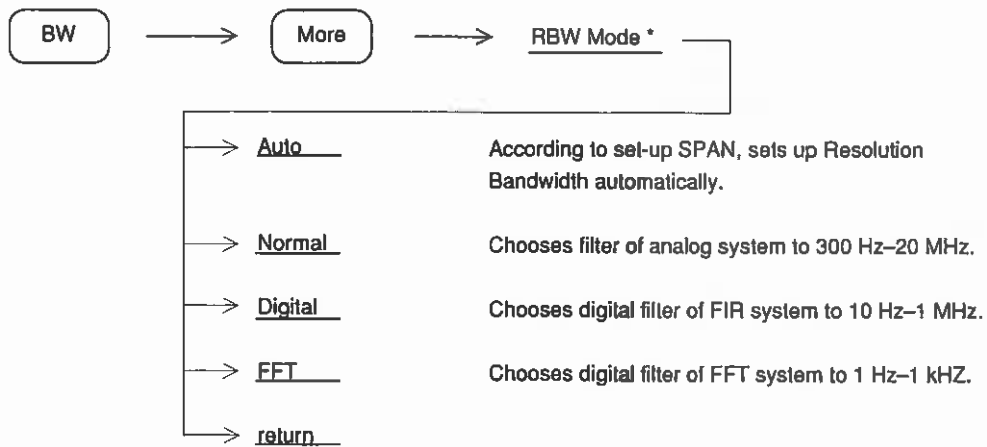 BW More RBW Mode *
Auto According to set-up SPAN, sets up Resolution
Bandwidth automatically.
Normal Chooses filter of analog system to 300 Hz–20 MHz.
Digital Chooses digital filter of FIR system to 10 Hz–1 MHz.
FFT Chooses digital filter of FFT system to 1 Hz–1 kHZ.
return